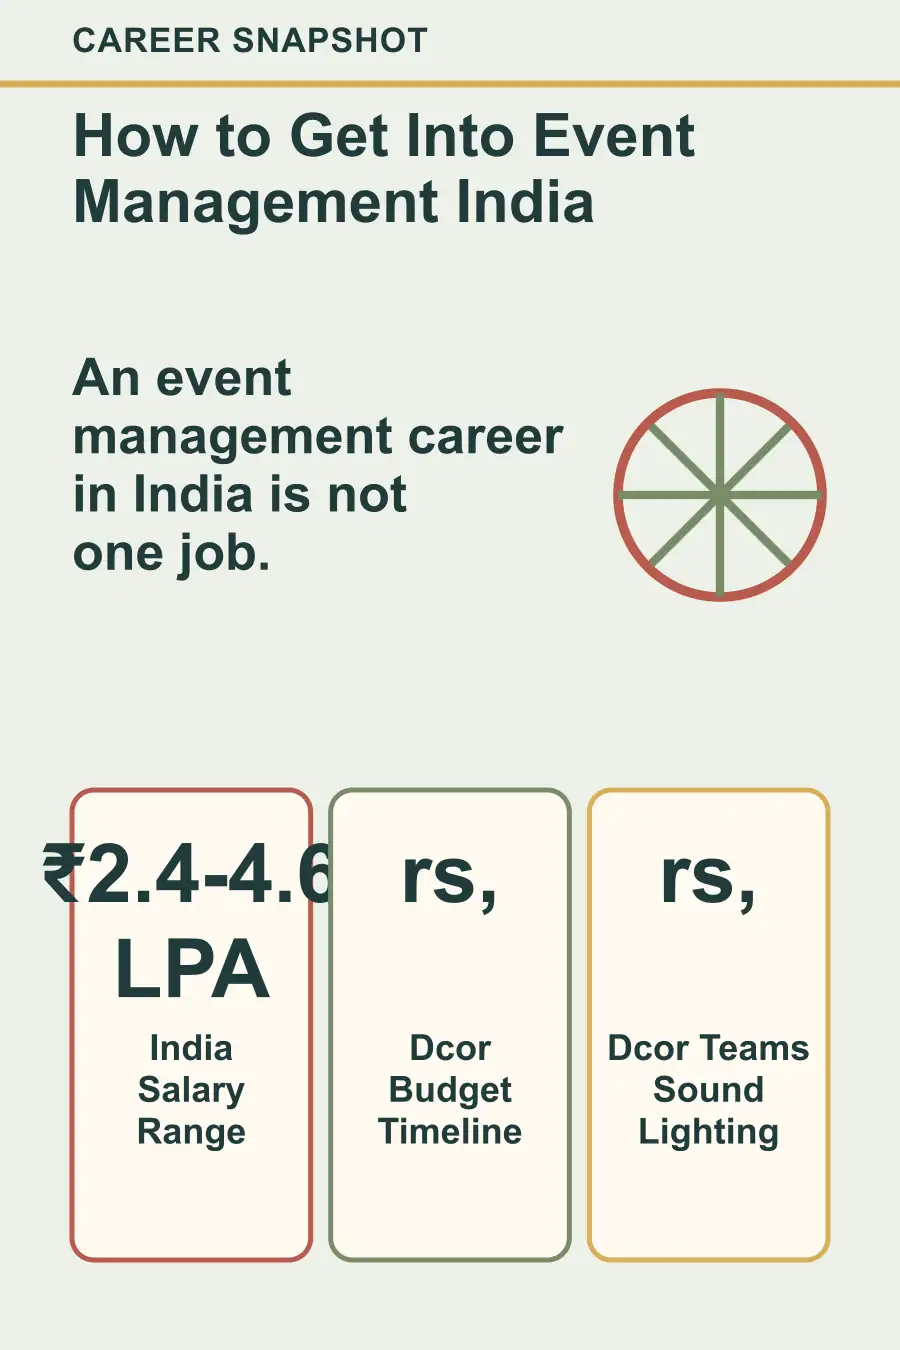 CAREER SNAPSHOT
How to Get Into Event
Management India
An event
management career
in India is not
one job.
₹2.4-4.6
LPA
India
Salary
Range
rs,
Dcor
Budget
Timeline
rs,
Dcor Teams
Sound
Lighting